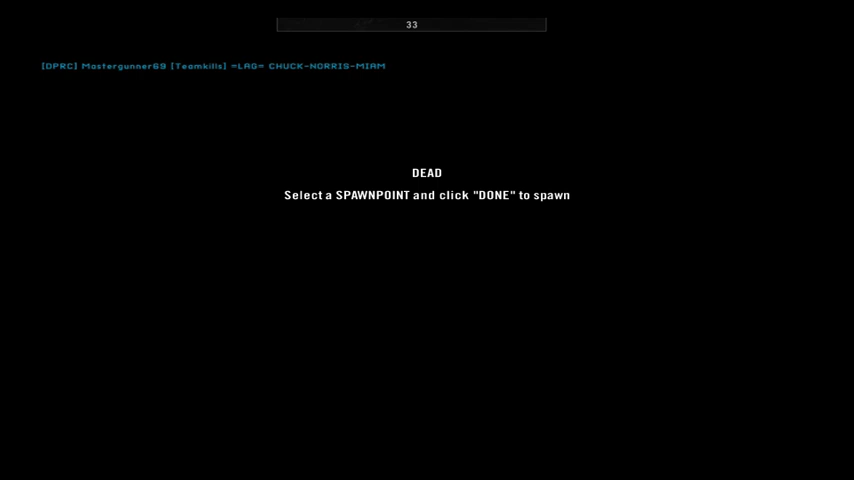 33
[DPRC] Mastergunner69 [Teamkills] =LAG= CHUCK-NORRIS-MIAM
DEAD
Select a SPAWNPOINT and click "DONE" to spawn